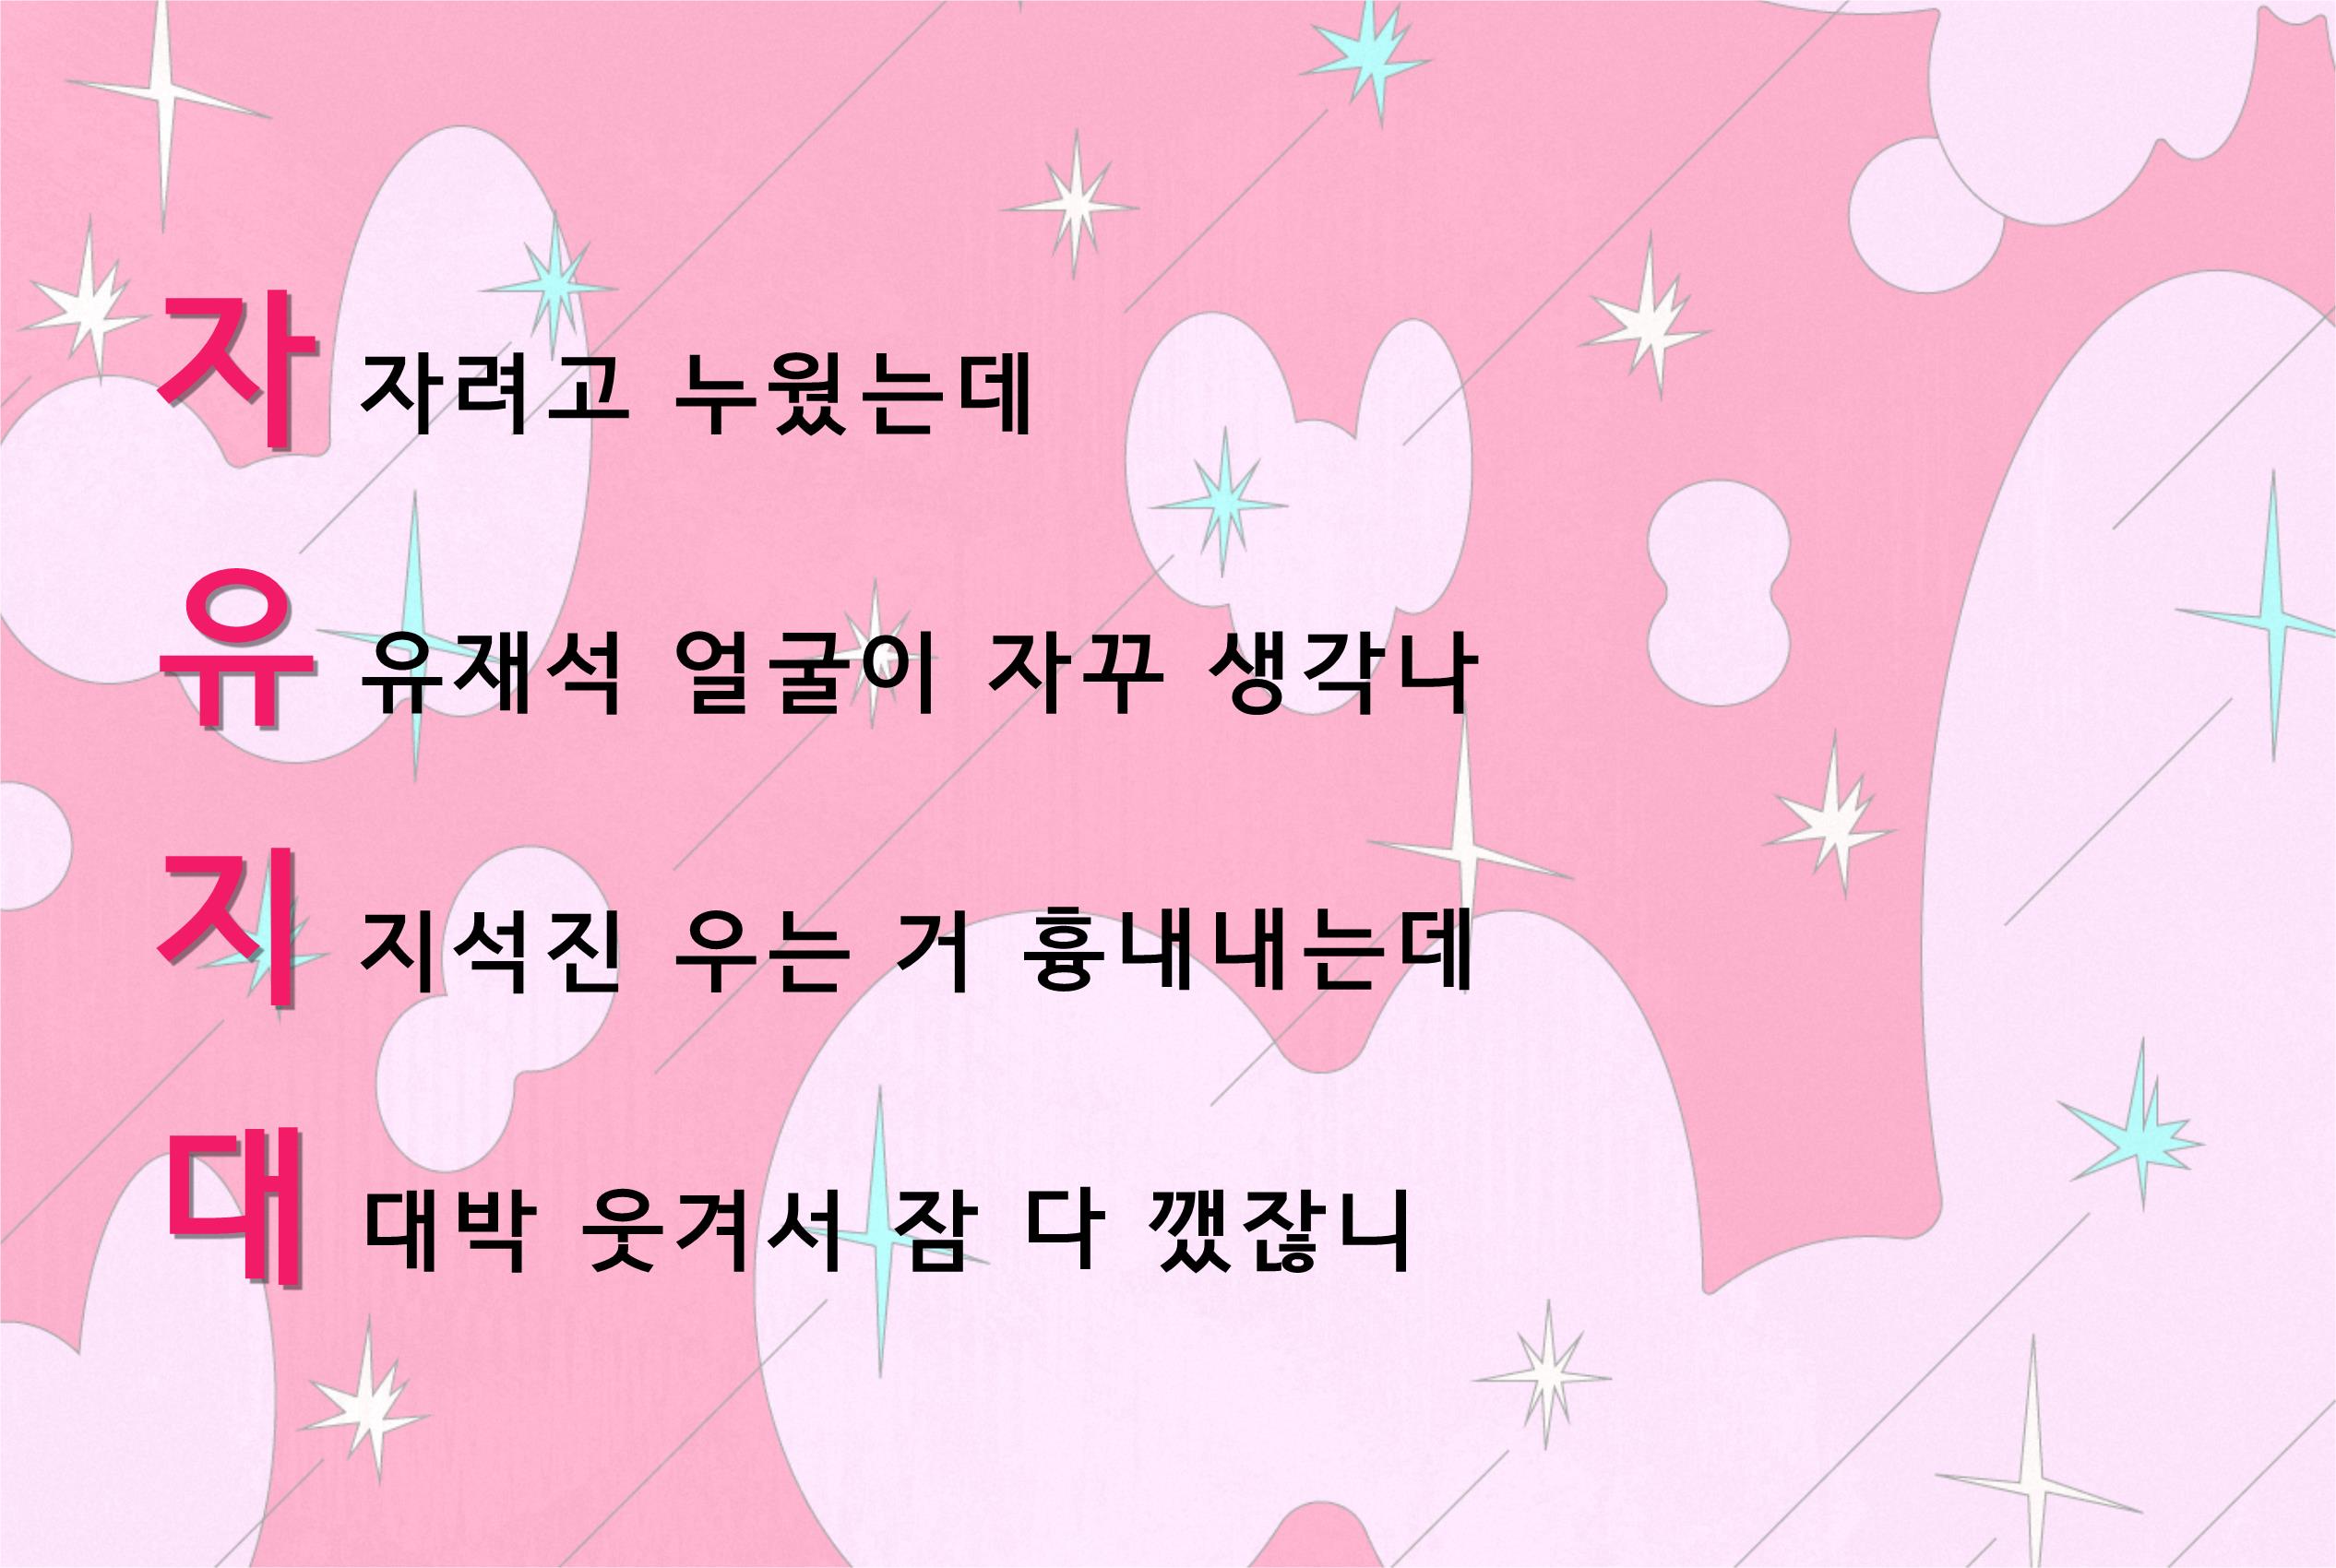 자 자려고 누웠는데
유 유재석 얼굴이 자꾸 생각나
지 지석진 우는 거 흉내내는데
대 대박 웃겨서 잠 다 깼잖니